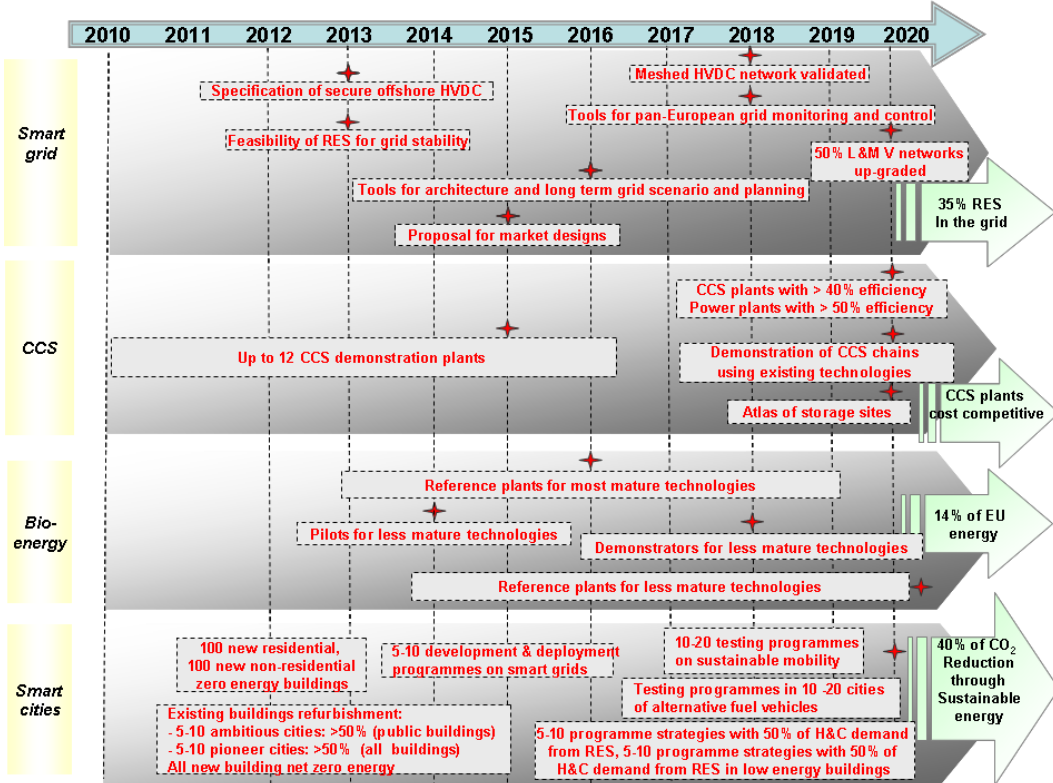 2010 2011 2012 2013 2014 2015 2016 2017 2018 2019 2020
Smart
grid
Meshed HVDC network validated
Specification of secure offshore HVDC
Tools for pan-European grid monitoring and control
Feasibility of RES for grid stability
50% L&M V networks
up-graded
Tools for architecture and long term grid scenario and planning
Proposal for market designs
35% RES
In the grid
CCS
CCS plants with > 40% efficiency
Power plants with > 50% efficiency
Up to 12 CCS demonstration plants
Demonstration of CCS chains
using existing technologies
Atlas of storage sites
CCS plants
cost competitive
Bio-
energy
Reference plants for most mature technologies
Pilots for less mature technologies
Demonstrators for less mature technologies
Reference plants for less mature technologies
14% of EU
energy
Smart
cities
100 new residential,
100 new non-residential
zero energy buildings
5-10 development & deployment
programmes on smart grids
10-20 testing programmes
on sustainable mobility
Testing programmes in 10 -20 cities
of alternative fuel vehicles
Existing buildings refurbishment:
- 5-10 ambitious cities: >50% (public buildings)
- 5-10 pioneer cities: >50% (all buildings)
All new building net zero energy
5-10 programme strategies with 50% of H&C demand
from RES, 5-10 programme strategies with 50% of
H&C demand from RES in low energy buildings
40% of CO₂
Reduction
through
Sustainable
energy